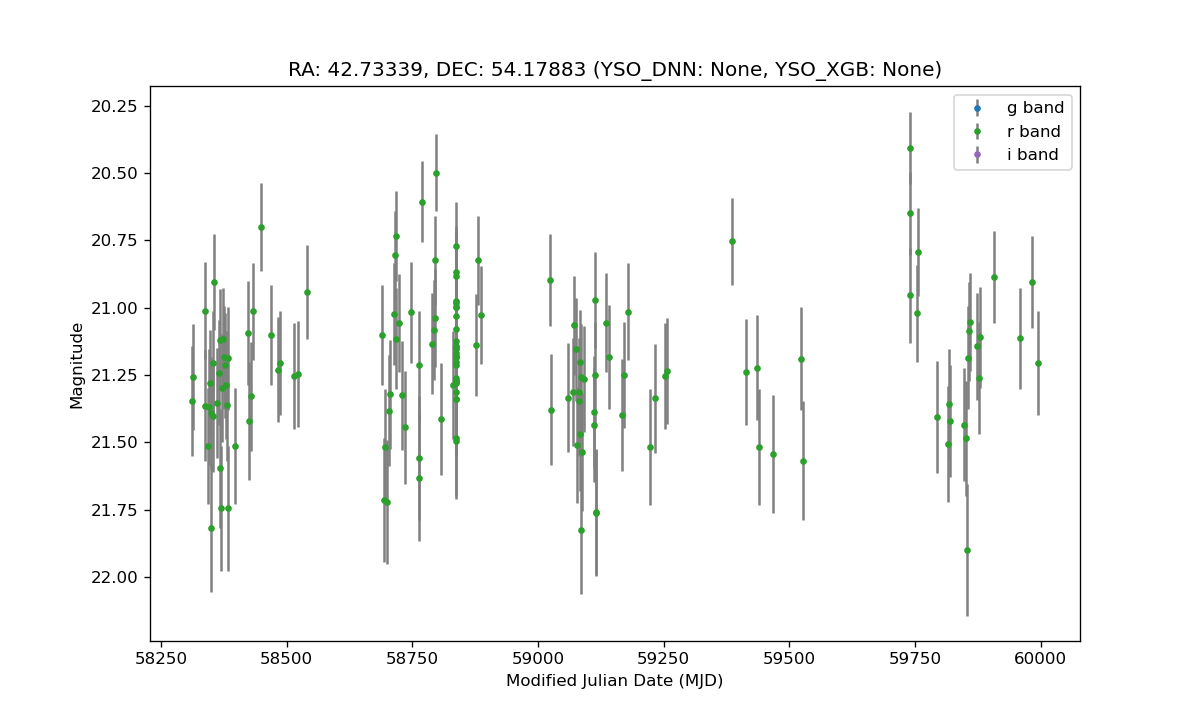 RA: 42.73339, DEC: 54.17883 (YSO_DNN: None, YSO_XGB: None)
g band
r band
i band
20.25
20.50
20.75
21.00
21.25
21.50
21.75
22.00
Magnitude
58250 58500 58750 59000 59250 59500 59750 60000
Modified Julian Date (MJD)